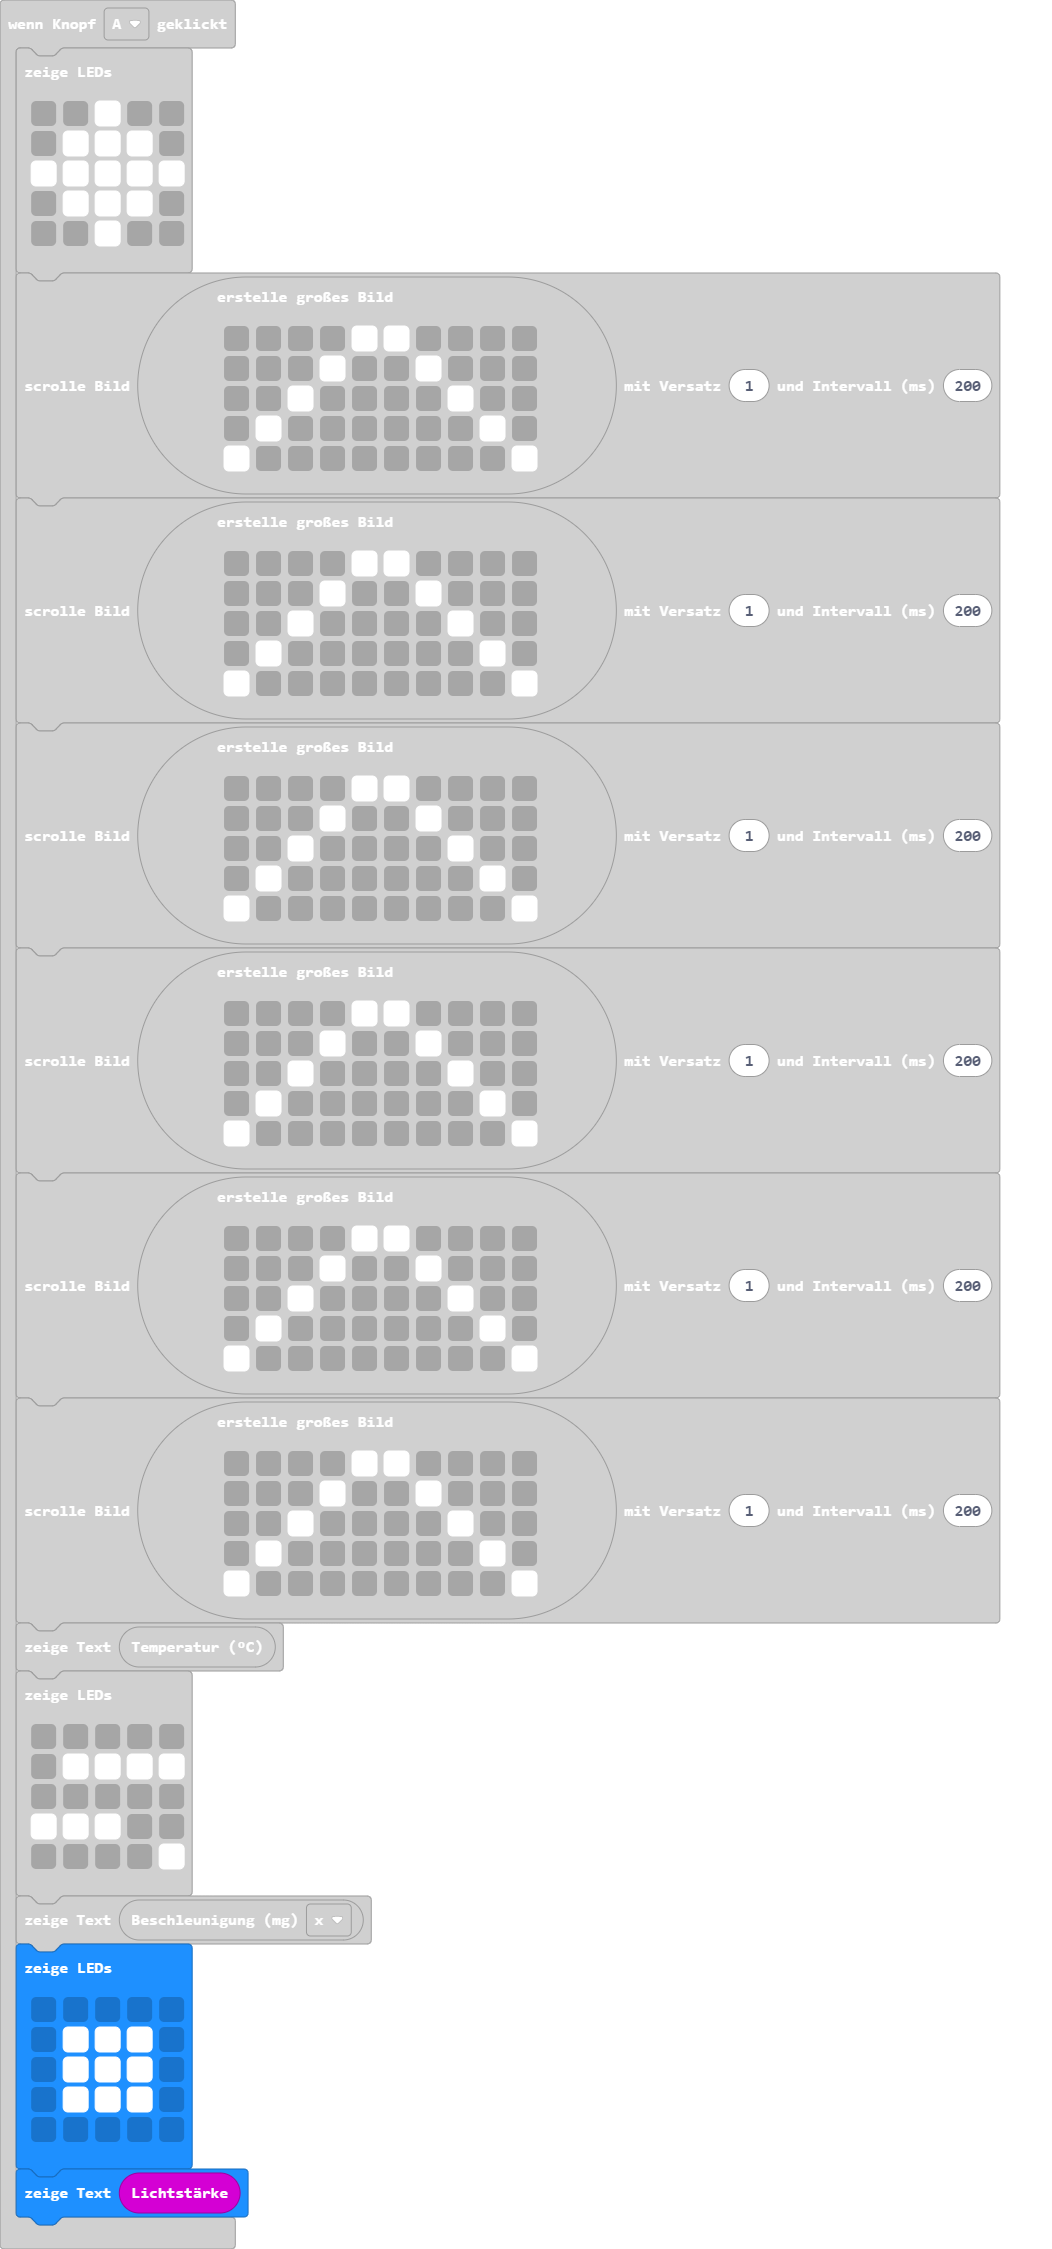 wenn Knopf A geklickt
zeige LEDs
erstelle großes Bild
scrolle Bild mit Versatz 1 und Intervall (ms) 200
erstelle großes Bild
scrolle Bild mit Versatz 1 und Intervall (ms) 200
erstelle großes Bild
scrolle Bild mit Versatz 1 und Intervall (ms) 200
erstelle großes Bild
scrolle Bild mit Versatz 1 und Intervall (ms) 200
erstelle großes Bild
scrolle Bild mit Versatz 1 und Intervall (ms) 200
erstelle großes Bild
scrolle Bild mit Versatz 1 und Intervall (ms) 200
zeige Text Temperatur (°C)
zeige LEDs
zeige Text Beschleunigung (mg) x
zeige LEDs
zeige Text Lichtstärke